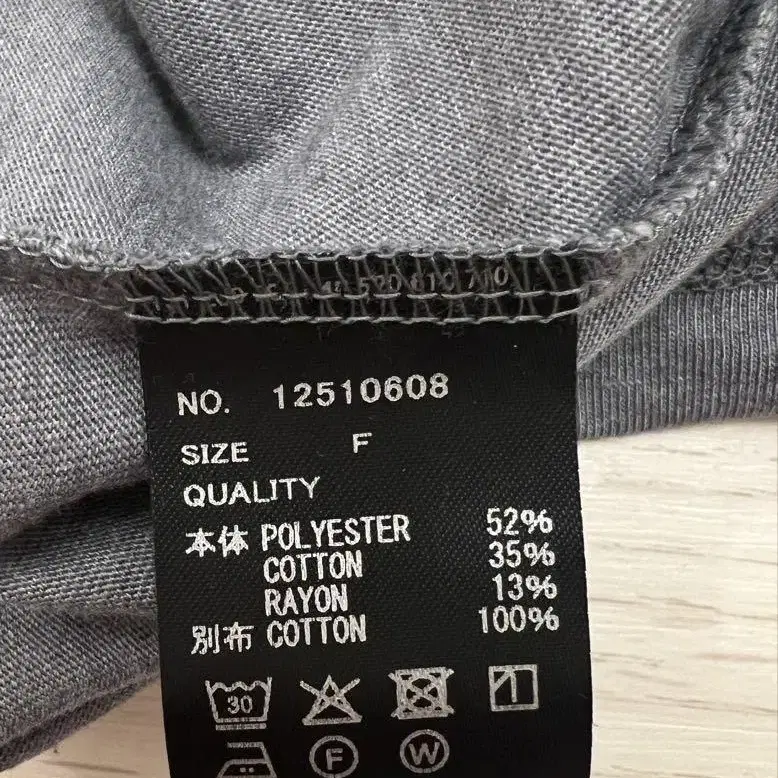 NO. 12510608
SIZE F
QUALITY
本体 POLYESTER 52%
COTTON 35%
RAYON 13%
別布 COTTON 100%
30
F W